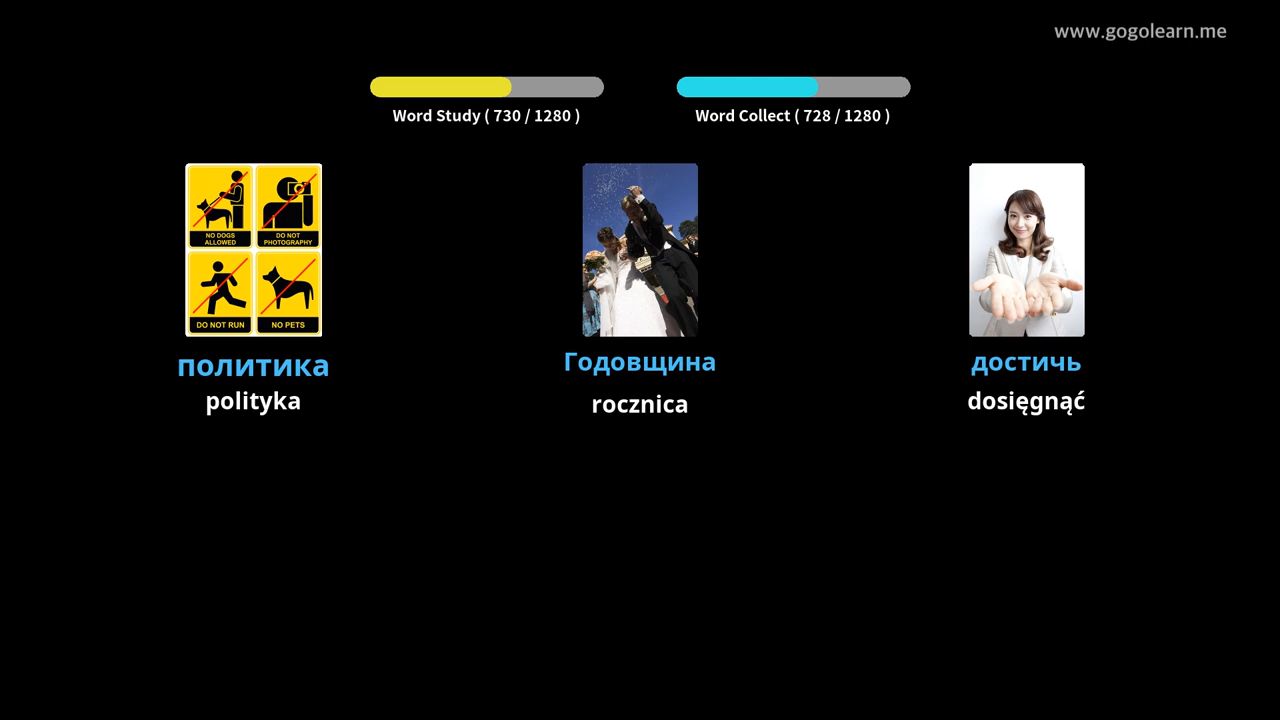 www.gogolearn.me
Word Study ( 730 / 1280 )
Word Collect ( 728 / 1280 )
NO DOGS
ALLOWED
DO NOT
PHOTOGRAPHY
DO NOT RUN
NO PETS
политика
Годовщина
достичь
polityka
rocznica
dosięgnąć